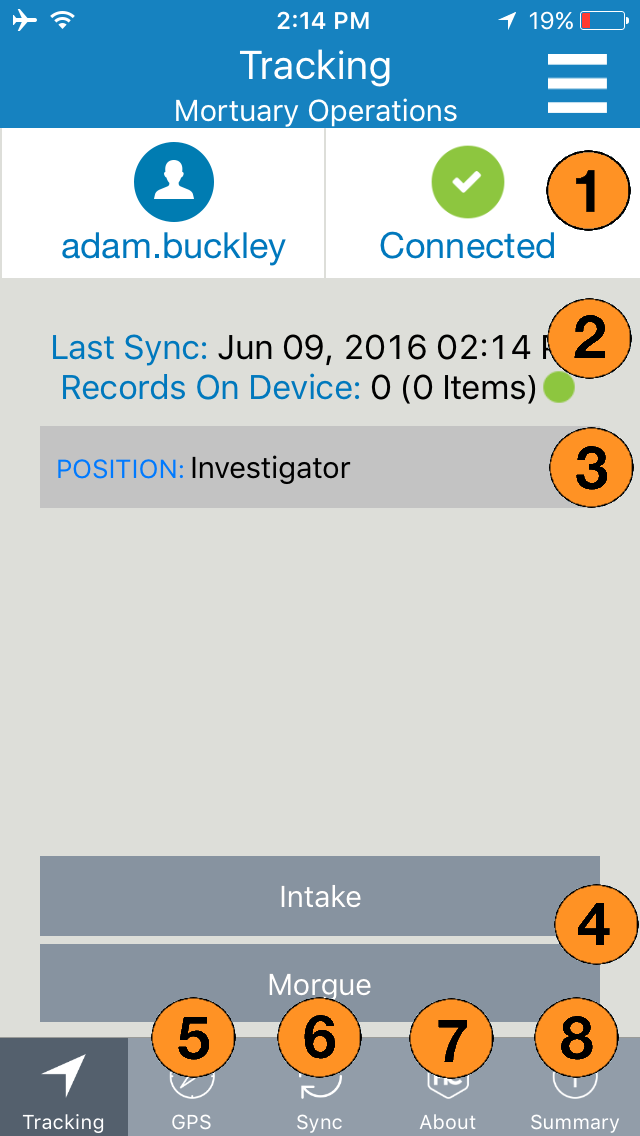 2:14 PM
19%
Tracking
Mortuary Operations
adam.buckley
Connected
1
Last Sync: Jun 09, 2016 02:14
2
Records On Device: 0 (0 Items)
POSITION: Investigator
3
Intake
4
Morgue
5
6
7
8
Tracking
GPS
Sync
About
Summary